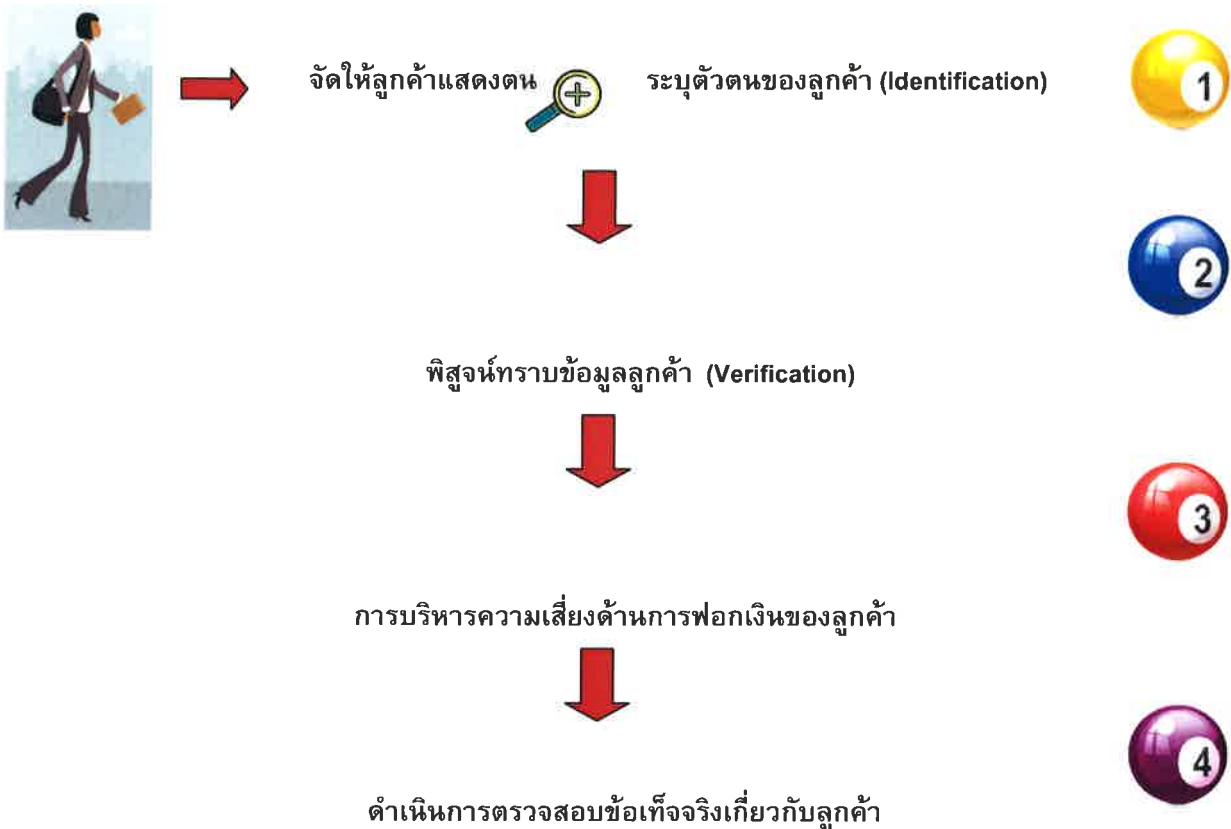 จัดให้ลูกค้าแสดงตน ระบุตัวตนของลูกค้า (Identification) 1
2
พิสูจน์ทราบข้อมูลลูกค้า (Verification)
3
การบริหารความเสี่ยงด้านการฟอกเงินของลูกค้า
4
ดำเนินการตรวจสอบข้อเท็จจริงเกี่ยวกับลูกค้า